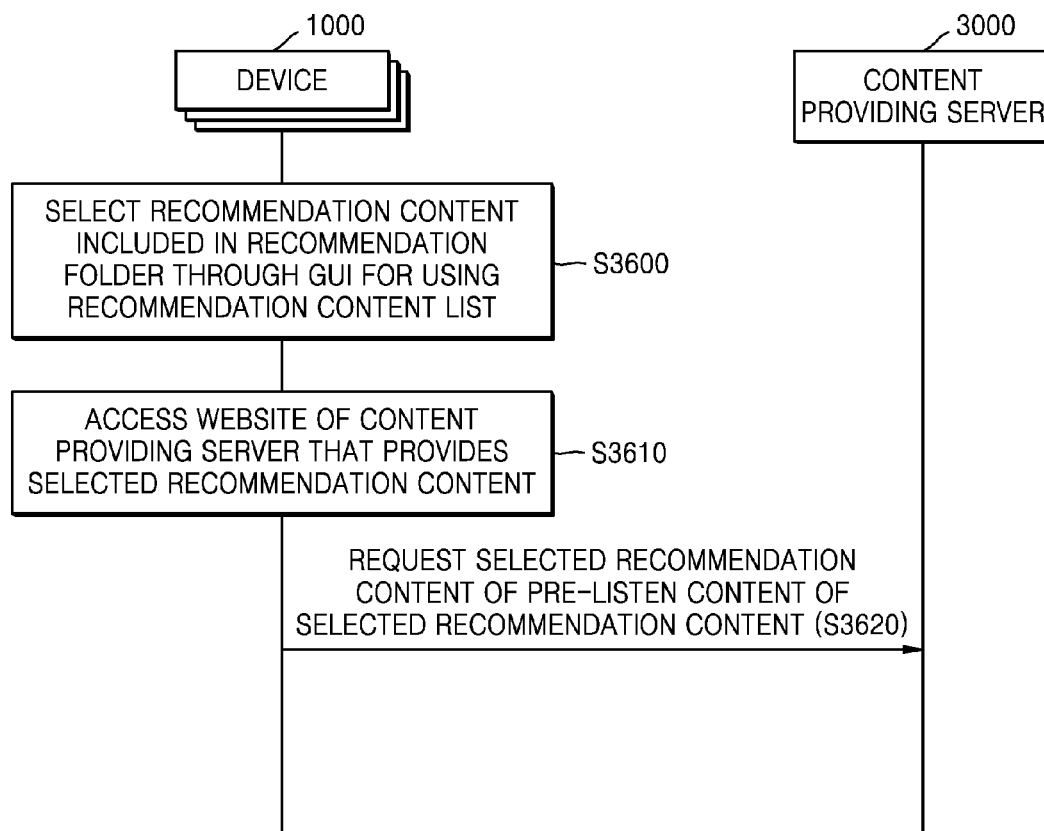 1000
DEVICE
3000
CONTENT
PROVIDING SERVER
SELECT RECOMMENDATION CONTENT
INCLUDED IN RECOMMENDATION
FOLDER THROUGH GUI FOR USING
RECOMMENDATION CONTENT LIST
S3600
ACCESS WEBSITE OF CONTENT
PROVIDING SERVER THAT PROVIDES
SELECTED RECOMMENDATION CONTENT
S3610
REQUEST SELECTED RECOMMENDATION
CONTENT OF PRE-LISTEN CONTENT OF
SELECTED RECOMMENDATION CONTENT (S3620)